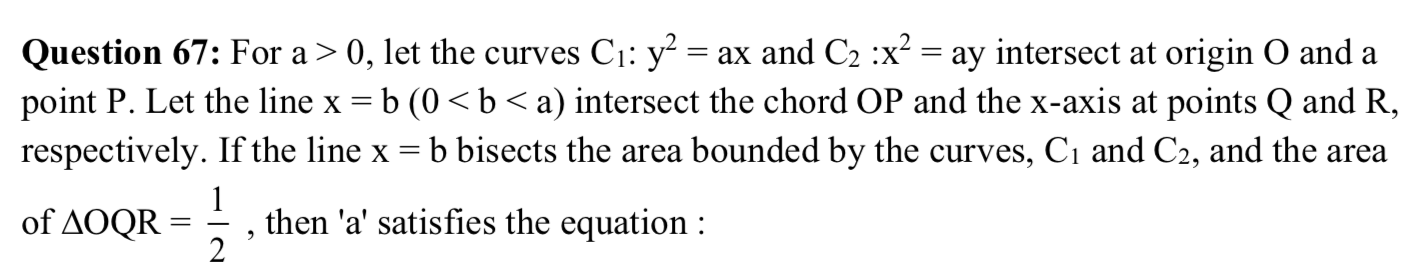 Question 67: For a > 0, let the curves C₁: y² = ax and C₂ :x² = ay intersect at origin O and a
point P. Let the line x = b (0 < b < a) intersect the chord OP and the x-axis at points Q and R,
respectively. If the line x = b bisects the area bounded by the curves, C₁ and C₂, and the area
of ΔOQR = 1/2 , then 'a' satisfies the equation :